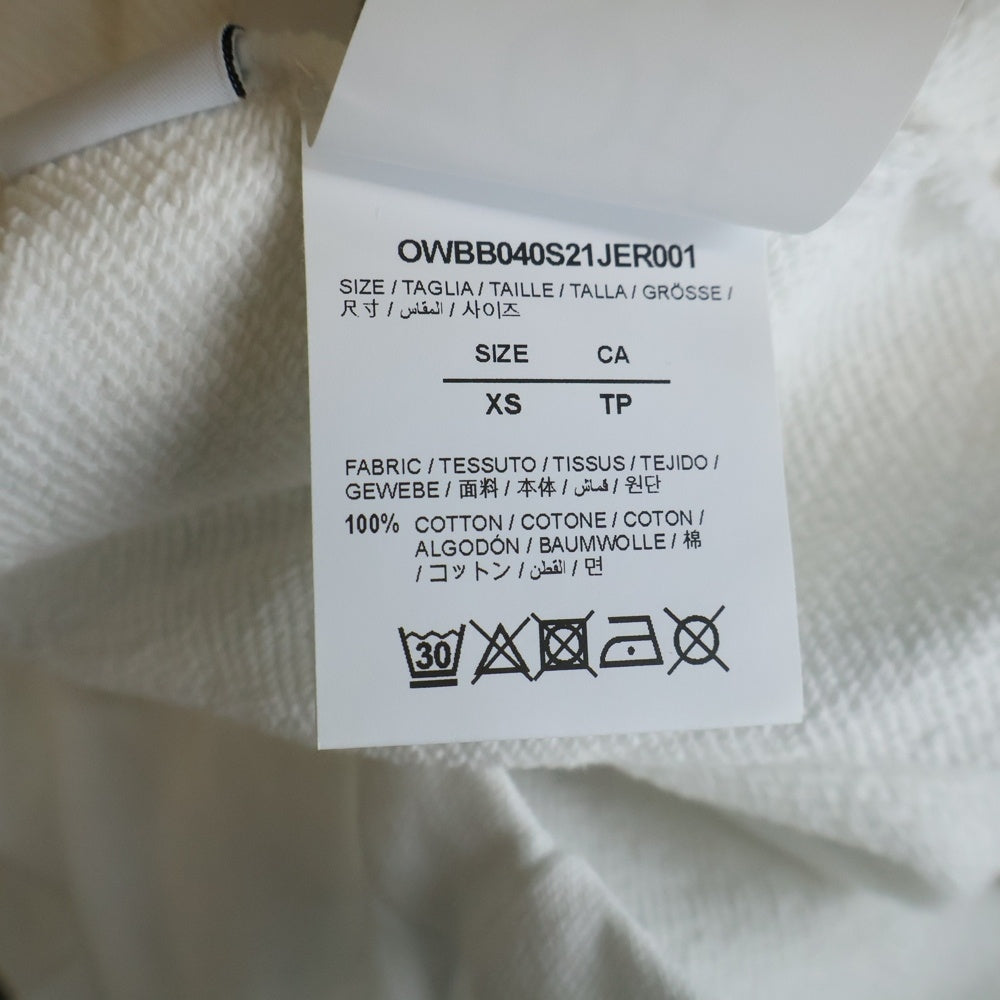 OWBB040S21JER001
SIZE / TAGLIA / TAILLE / TALLA / GRÖSSE /
尺寸 / المقاس / 사이즈
SIZE CA
XS TP
FABRIC / TESSUTO / TISSUS / TEJIDO /
GEWEBE / 面料 / 本体 / قماش / 원단
100% COTTON / COTONE / COTON /
ALGODÓN / BAUMWOLLE / 棉
/ コットン / القطن / 면
30